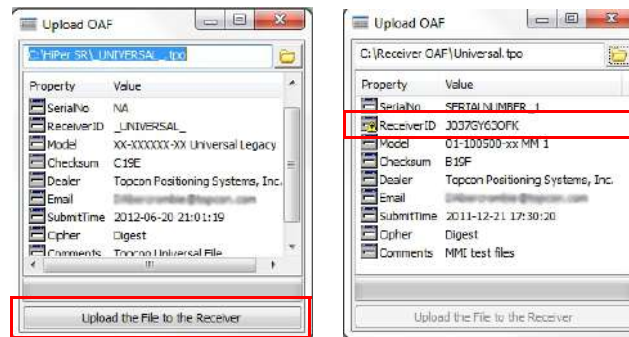 Upload OAF
C:\HiPer SR\_UNIVERSAL_.tpo
Property Value
SerialNo NA
ReceiverID _UNIVERSAL_
Model XX-XXXXXX-XX Universal Legacy
Checksum C19E
Dealer Topcon Positioning Systems, Inc.
Email
SubmitTime 2012-06-20 21:01:19
Cipher Digest
Comments Topcon Universal File
Upload the File to the Receiver
Upload OAF
C:\Receiver OAF\Universal.tpo
Property Value
SerialNo SERIALNUMBER_1
ReceiverID J037GY63OFK
Model 01-100500-xx MM 1
Checksum B19F
Dealer Topcon Positioning Systems, Inc.
Email
SubmitTime 2011-12-21 17:30:20
Cipher Digest
Comments MMI test files
Upload the File to the Receiver